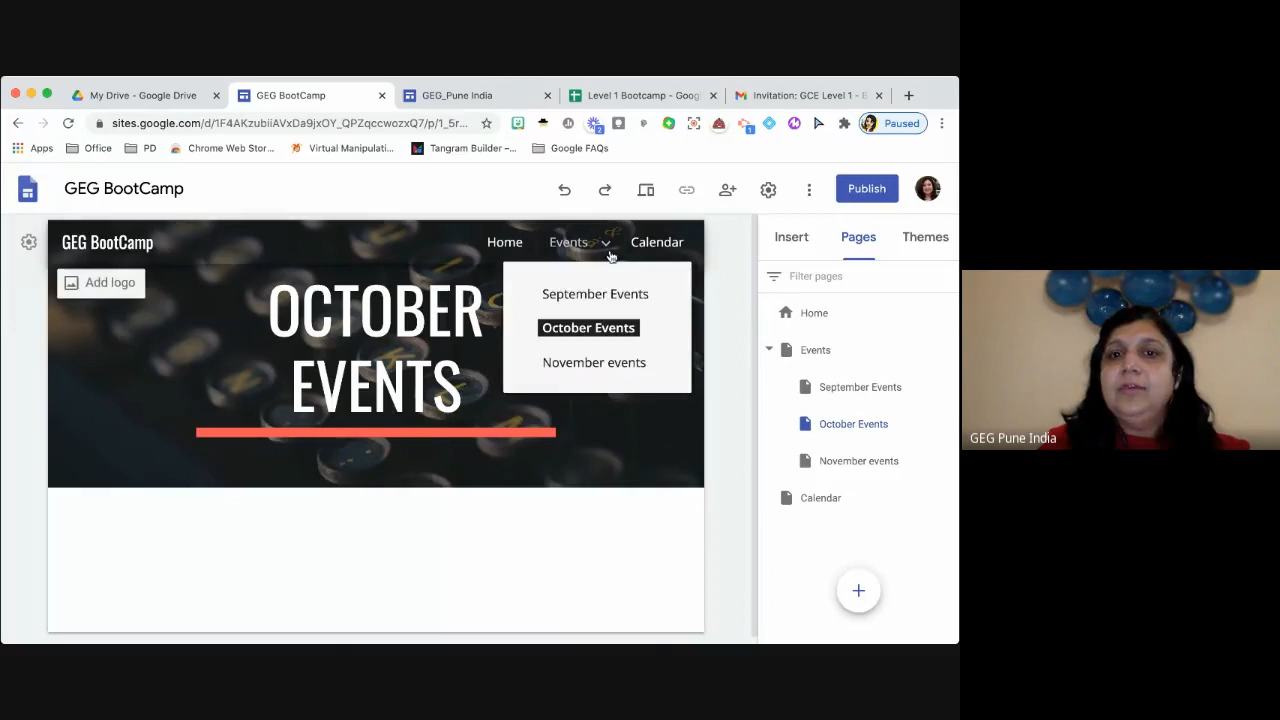 My Drive - Google Drive
GEG BootCamp
GEG_Pune India
Level 1 Bootcamp - Goog
Invitation: GCE Level 1 -
sites.google.com/d/1F4AKzubiiAVxDa9jxOY_QPZqccwozxQ7/p/1_5r...
2
1
Paused
Apps
Office
PD
Chrome Web Stor...
Virtual Manipulati...
Tangram Builder –...
Google FAQs
GEG BootCamp
Publish
GEG BootCamp
Home
Events
Calendar
Add logo
OCTOBER
EVENTS
September Events
October Events
November events
Insert
Pages
Themes
Filter pages
Home
Events
September Events
October Events
November events
Calendar
GEG Pune India